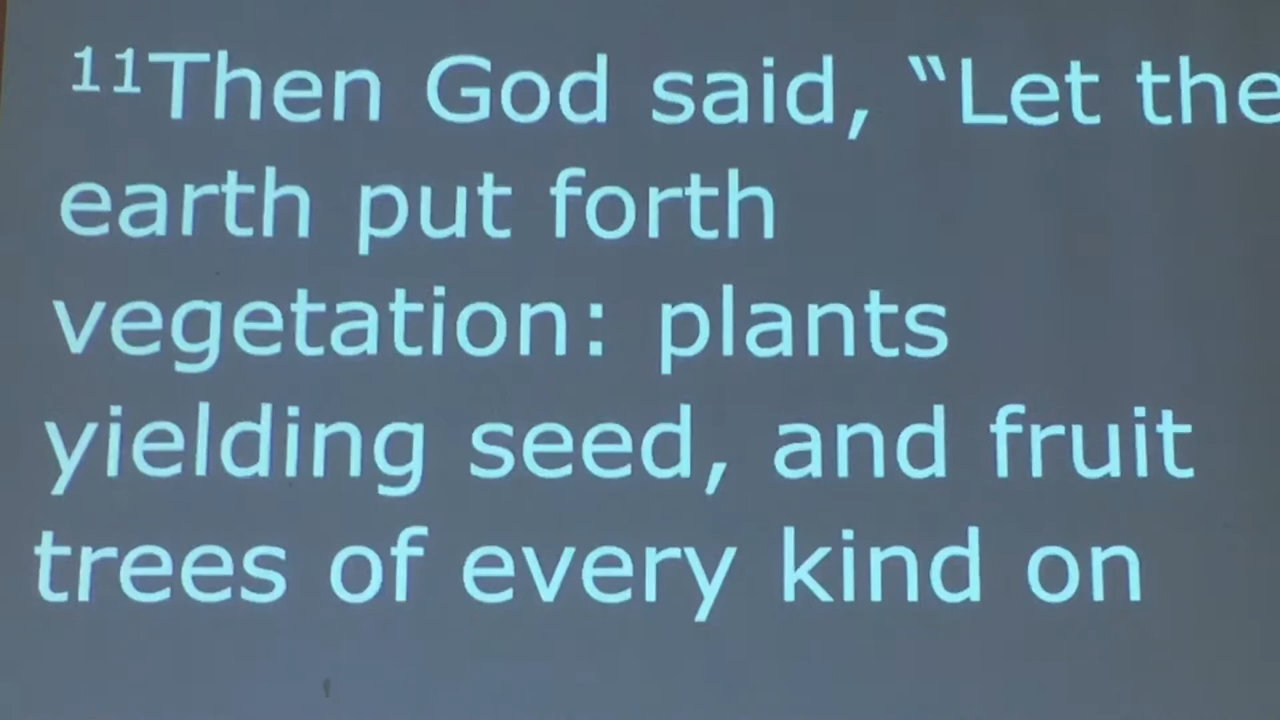 ¹¹Then God said, “Let the
earth put forth
vegetation: plants
yielding seed, and fruit
trees of every kind on